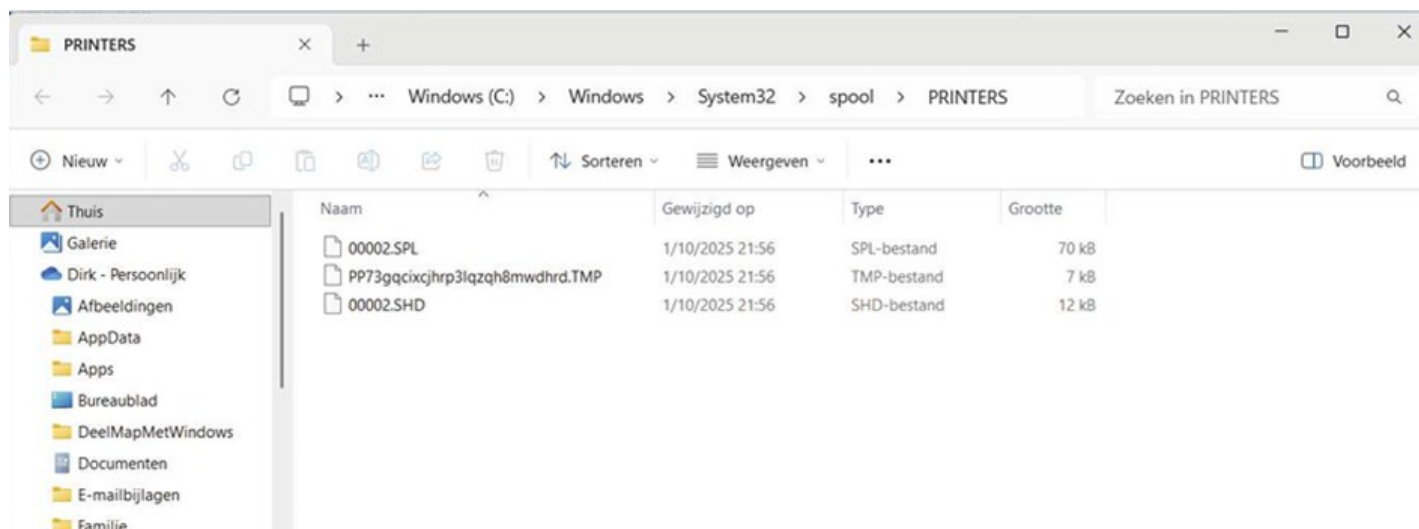 PRINTERS
Windows (C:) > Windows > System32 > spool > PRINTERS
Zoeken in PRINTERS
Nieuw
Sorteren
Weergeven
Voorbeeld
Thuis
Galerie
Dirk - Persoonlijk
Afbeeldingen
AppData
Apps
Bureaublad
DeelMapMetWindows
Documenten
E-mailbijlagen
Familie
Naam Gewijzigd op Type Grootte
00002.SPL 1/10/2025 21:56 SPL-bestand 70 kB
PP73gqcixcjhrp3lqzqh8mwdhrd.TMP 1/10/2025 21:56 TMP-bestand 7 kB
00002.SHD 1/10/2025 21:56 SHD-bestand 12 kB